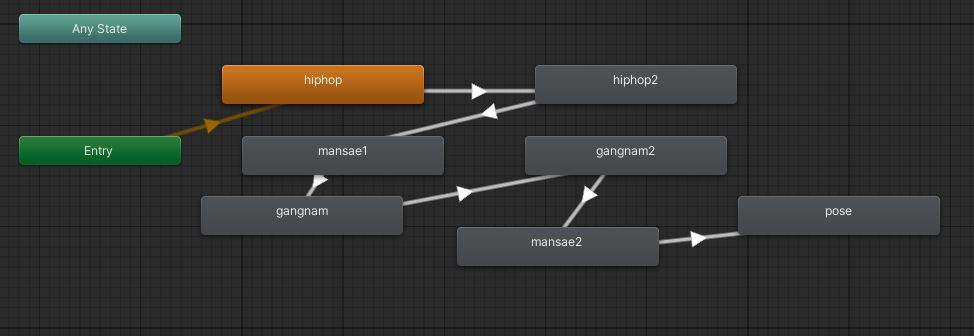 Any State
hiphop
hiphop2
Entry
mansae1
gangnam2
gangnam
pose
mansae2